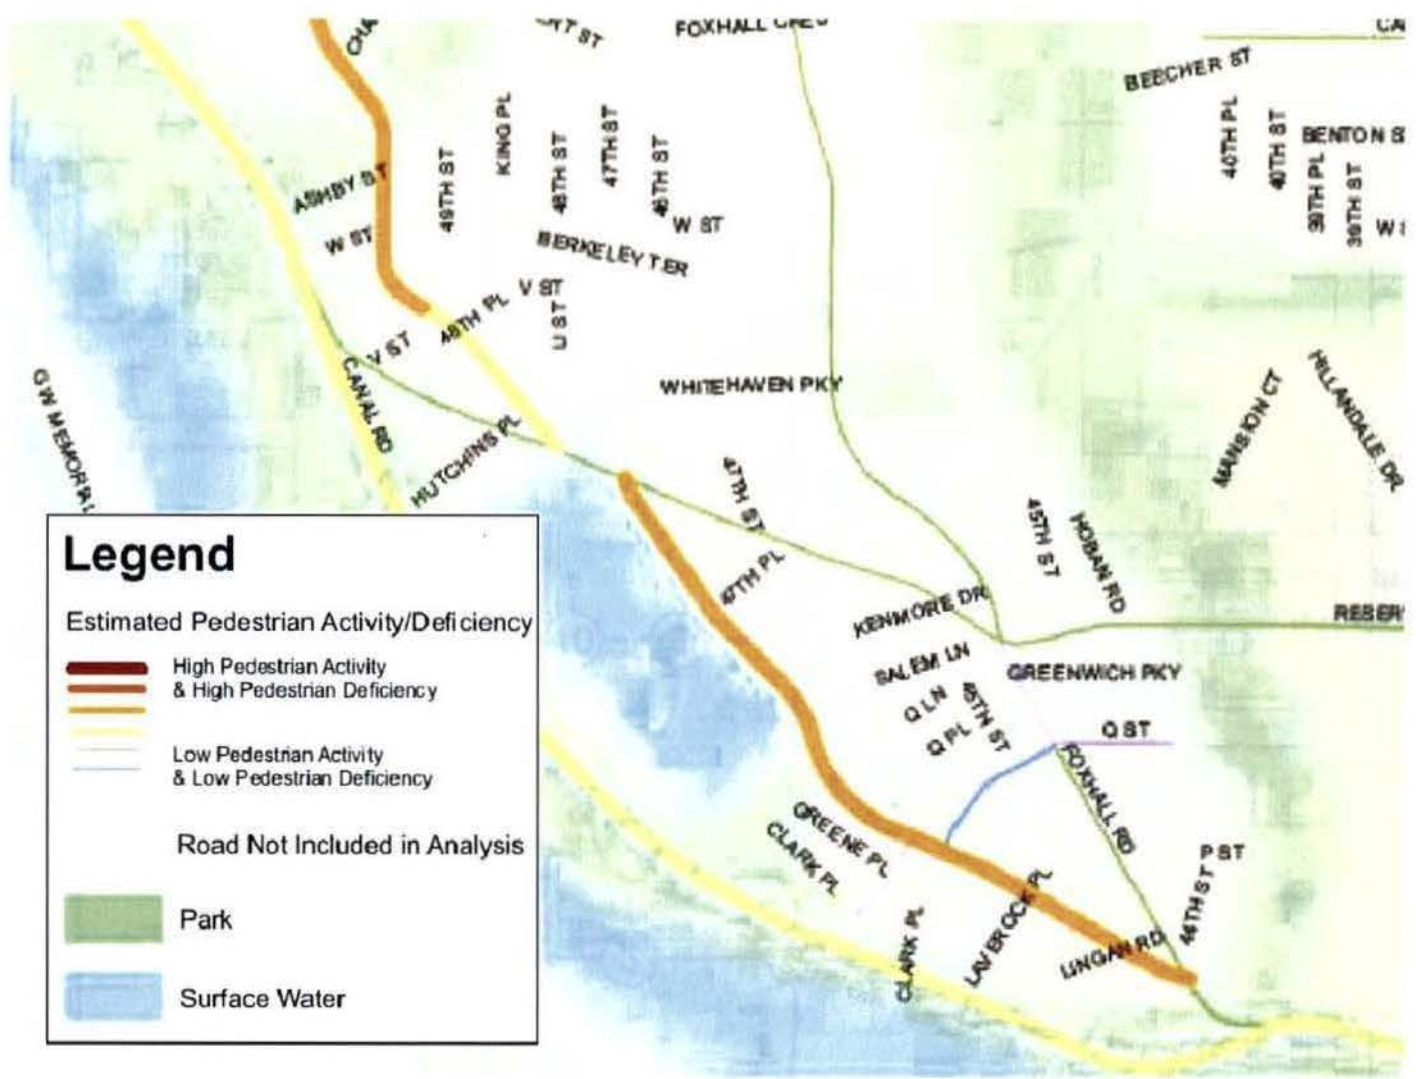 FOXHALL CRES
BEECHER ST
40TH PL
40TH ST
BENTON S
39TH PL
39TH ST
W S
KING PL
47TH ST
48TH ST
46TH ST
49TH ST
ASHBY ST
W ST
W ST
BERKELEY TER
V ST
48TH PL
U ST
V ST
CANAL RD
WHITEHAVEN PKY
HUTCHINS PL
GW MEMORIAL
MANSION CT
HILLANDALE DR
47TH ST
47TH PL
45TH ST
HOBAN RD
KENMORE DR
RESER
SALEM LN
GREENWICH PKY
Q LN
45TH ST
Q PL
Q ST
FOXHALL RD
GREENE PL
CLARK PL
P ST
44TH ST
LAVEROCK PL
LINGAN RD
CLARK PL
Legend
Estimated Pedestrian Activity/Deficiency
High Pedestrian Activity
& High Pedestrian Deficiency
Low Pedestrian Activity
& Low Pedestrian Deficiency
Road Not Included in Analysis
Park
Surface Water